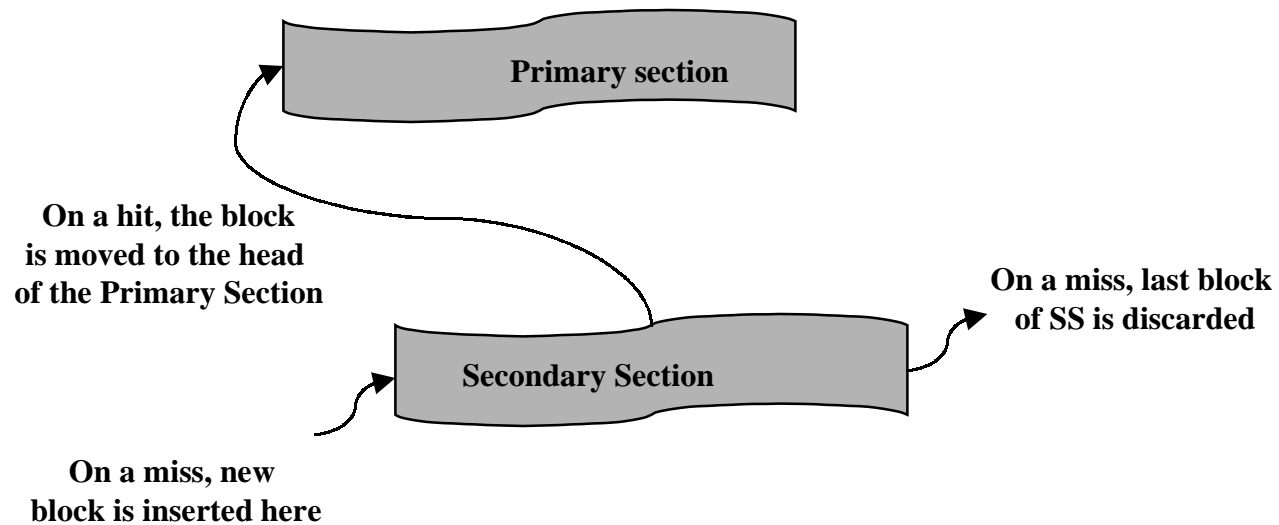 Primary section
On a hit, the block
is moved to the head
of the Primary Section
On a miss, last block
of SS is discarded
Secondary Section
On a miss, new
block is inserted here